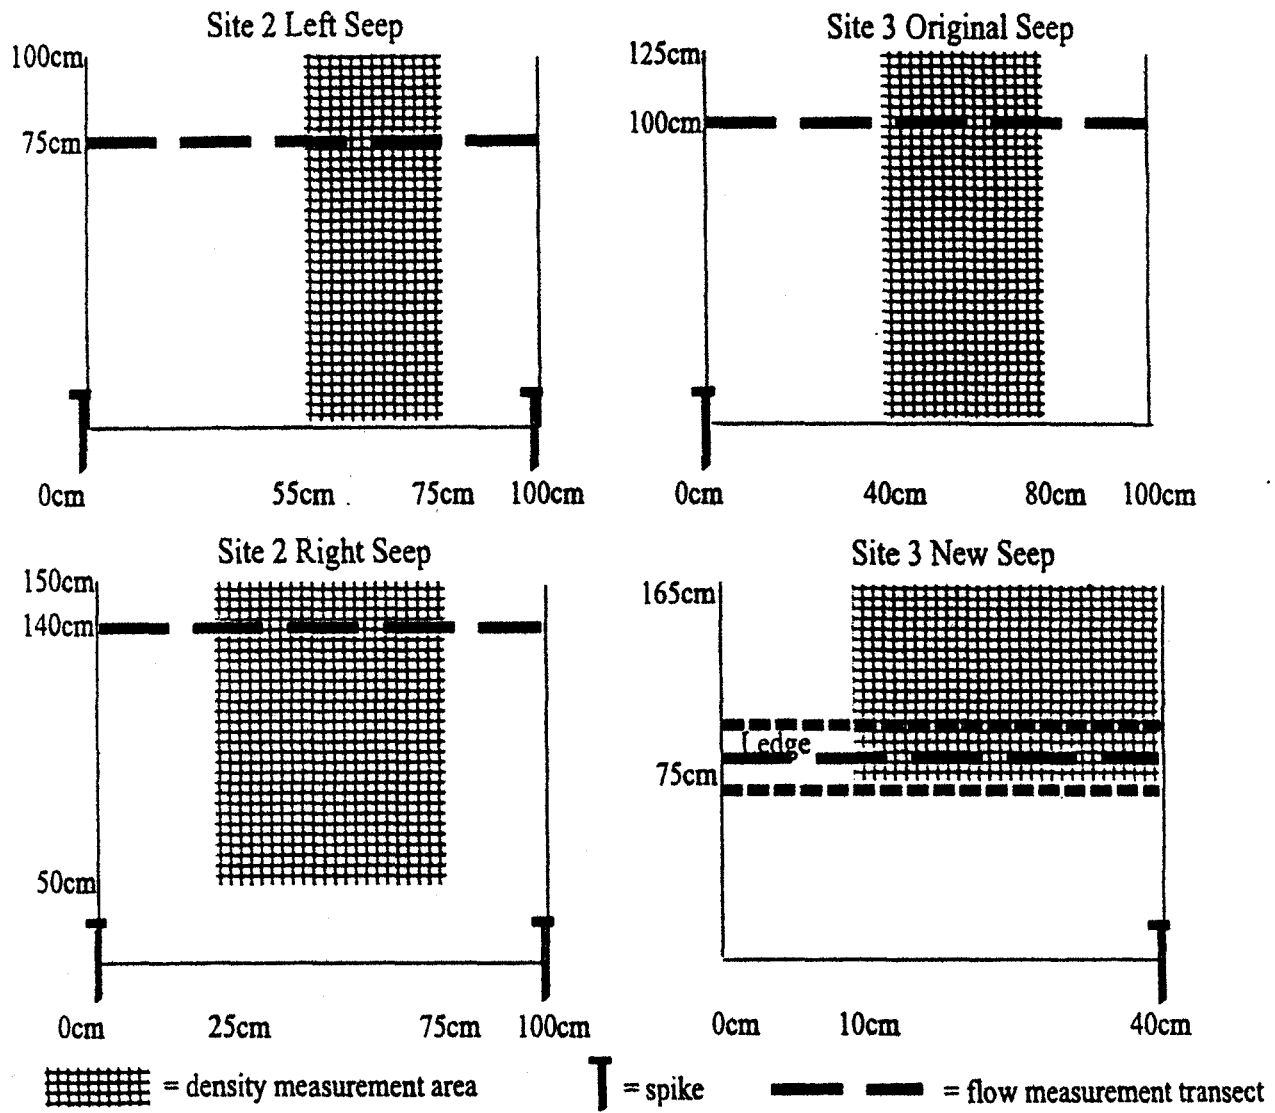 Site 2 Left Seep
100cm
75cm
0cm
55cm
75cm
100cm
Site 3 Original Seep
125cm
100cm
0cm
40cm
80cm
100cm
Site 2 Right Seep
150cm
140cm
50cm
0cm
25cm
75cm
100cm
Site 3 New Seep
165cm
Ledge
75cm
0cm
10cm
40cm
= density measurement area
= spike
= flow measurement transect